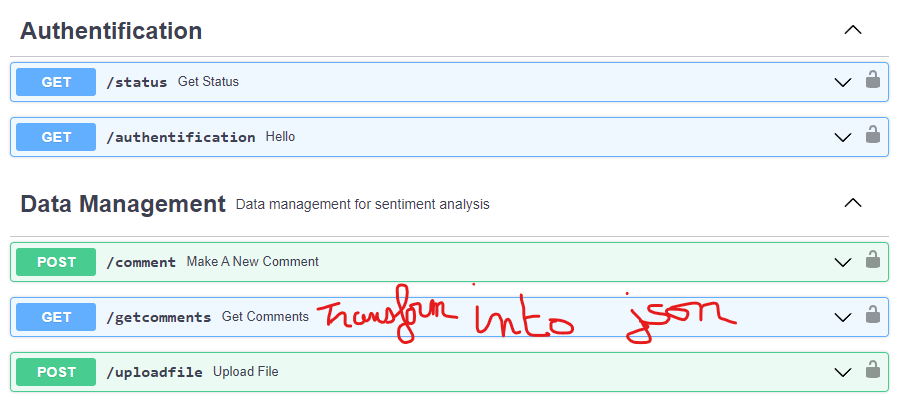 Authentification
GET /status Get Status
GET /authentification Hello
Data Management Data management for sentiment analysis
POST /comment Make A New Comment
GET /getcomments Get Comments Transform into json
POST /uploadfile Upload File